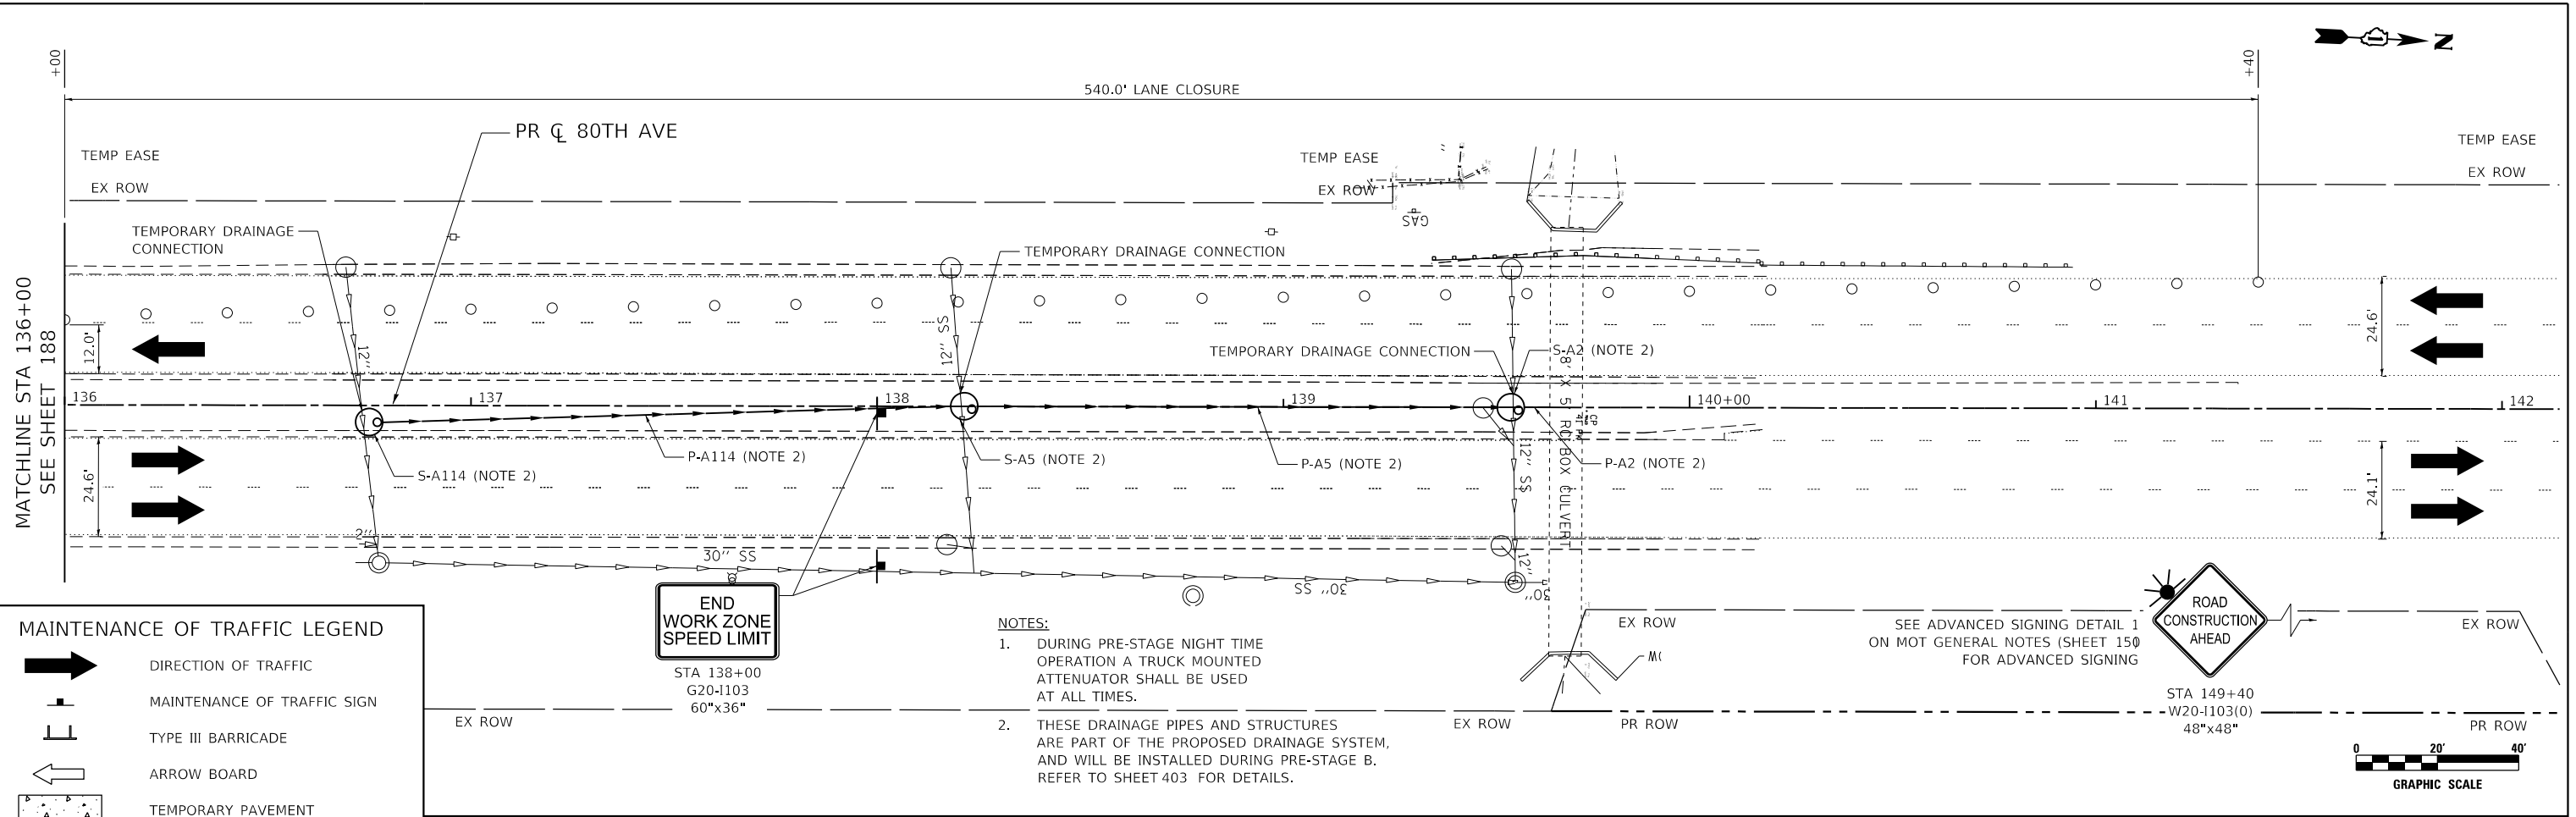 +00
+40
N
540.0' LANE CLOSURE
PR ℄ 80TH AVE
TEMP EASE
EX ROW
TEMP EASE
EX ROW
TEMP EASE
EX ROW
GAS
TEMPORARY DRAINAGE
CONNECTION
TEMPORARY DRAINAGE CONNECTION
TEMPORARY DRAINAGE CONNECTION
S-A2 (NOTE 2)
MATCHLINE STA 136+00
SEE SHEET 188
12.0'
24.6'
24.6'
24.1'
12"
12" SS
12" SS
12"
2"
8' X 5' RC BOX CULVERT
136
137
138
139
140+00
141
142
S-A114 (NOTE 2)
P-A114 (NOTE 2)
S-A5 (NOTE 2)
P-A5 (NOTE 2)
P-A2 (NOTE 2)
30" SS
30" SS
30"
END
WORK ZONE
SPEED LIMIT
STA 138+00
G20-I103
60"x36"
NOTES:
1. DURING PRE-STAGE NIGHT TIME
OPERATION A TRUCK MOUNTED
ATTENUATOR SHALL BE USED
AT ALL TIMES.
2. THESE DRAINAGE PIPES AND STRUCTURES
ARE PART OF THE PROPOSED DRAINAGE SYSTEM,
AND WILL BE INSTALLED DURING PRE-STAGE B.
REFER TO SHEET 403 FOR DETAILS.
EX ROW
EX ROW
PR ROW
EX ROW
SEE ADVANCED SIGNING DETAIL 1
ON MOT GENERAL NOTES (SHEET 150
FOR ADVANCED SIGNING
ROAD
CONSTRUCTION
AHEAD
STA 149+40
W20-I103(0)
48"x48"
EX ROW
PR ROW
0 20' 40'
GRAPHIC SCALE
MAINTENANCE OF TRAFFIC LEGEND
DIRECTION OF TRAFFIC
MAINTENANCE OF TRAFFIC SIGN
TYPE III BARRICADE
ARROW BOARD
TEMPORARY PAVEMENT